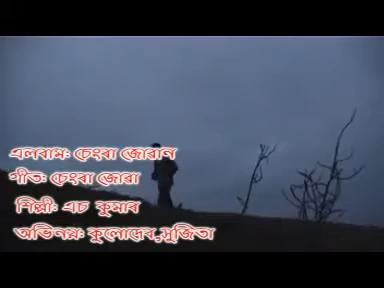 এলবাম: চেংৰা জোৱান
গীত: চেংৰা জোৱা
শিল্পী: এচ কুমাৰ
অভিনয়: কুলোদেব,সুজিতা